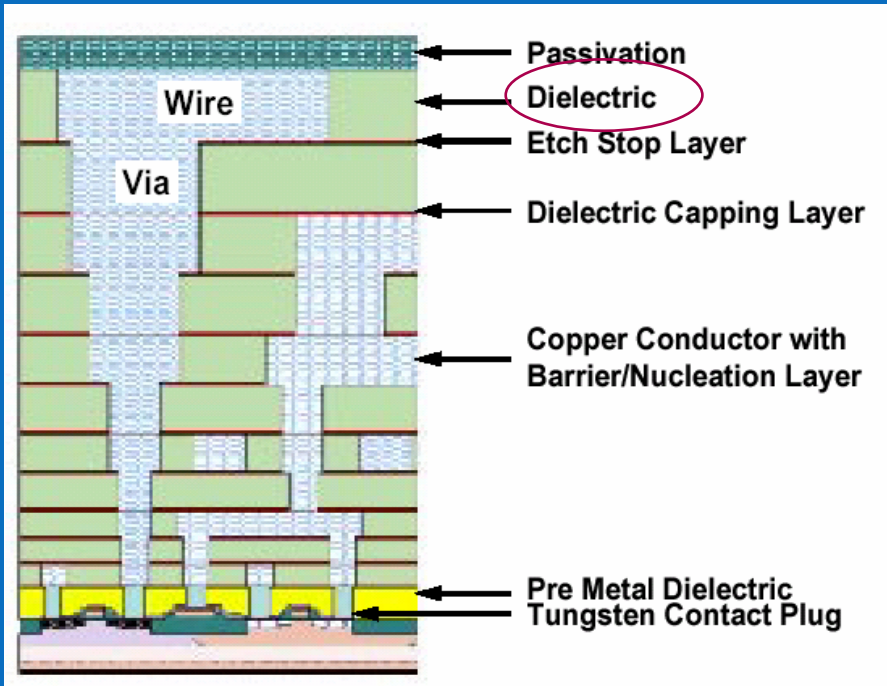 Passivation
Wire
Dielectric
Etch Stop Layer
Via
Dielectric Capping Layer
Copper Conductor with
Barrier/Nucleation Layer
Pre Metal Dielectric
Tungsten Contact Plug